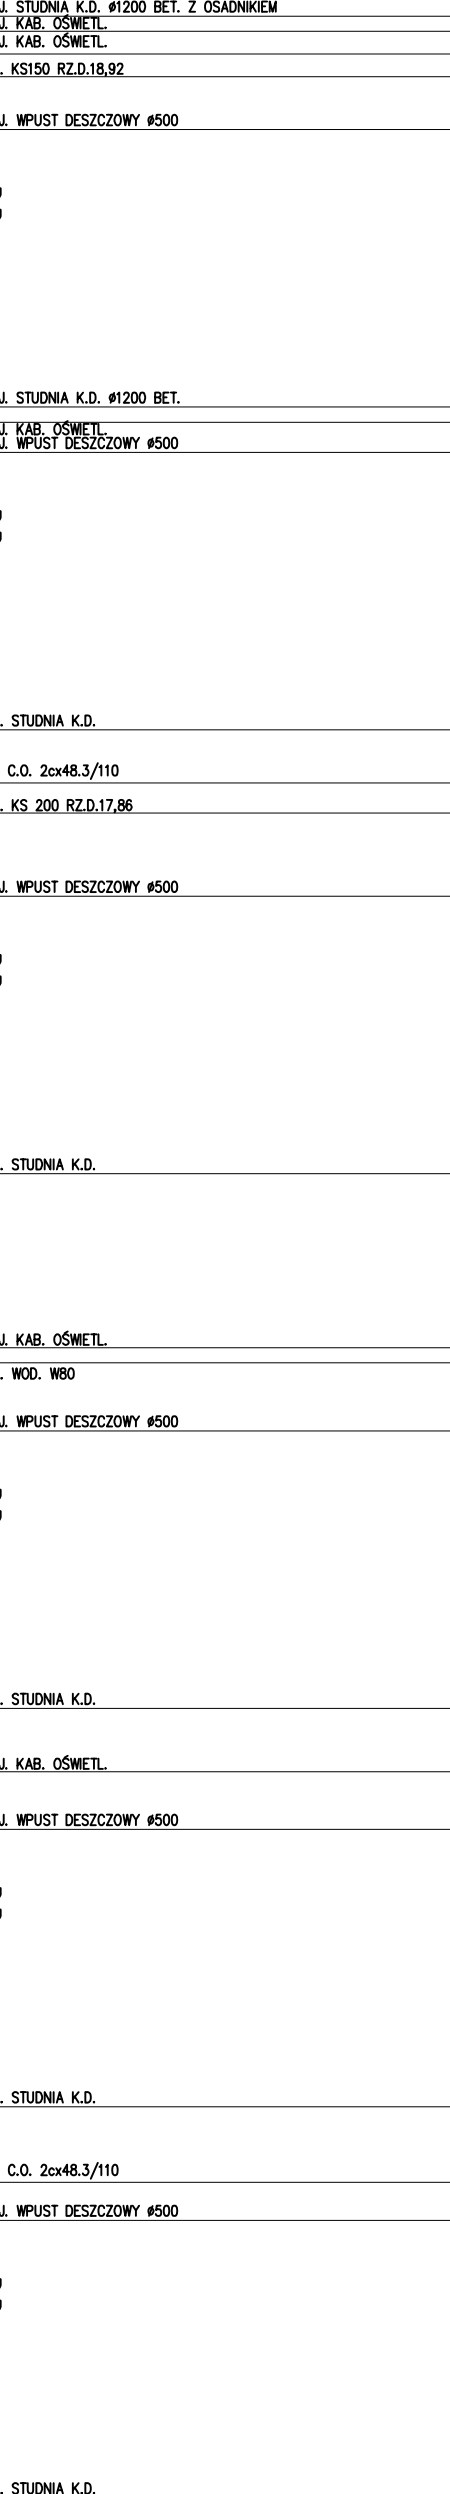 J. STUDNIA K.D. ø1200 BET. Z OSADNIKIEM
J. KAB. OŚWIETL.
J. KAB. OŚWIETL.
. KS150 RZ.D.18,92
J. WPUST DESZCZOWY ø500
J. STUDNIA K.D. ø1200 BET.
J. KAB. OŚWIETL.
J. WPUST DESZCZOWY ø500
. STUDNIA K.D.
C.O. 2cx48.3/110
. KS 200 RZ.D.17,86
J. WPUST DESZCZOWY ø500
. STUDNIA K.D.
J. KAB. OŚWIETL.
. WOD. W80
J. WPUST DESZCZOWY ø500
. STUDNIA K.D.
J. KAB. OŚWIETL.
J. WPUST DESZCZOWY ø500
. STUDNIA K.D.
C.O. 2cx48.3/110
J. WPUST DESZCZOWY ø500
. STUDNIA K.D.